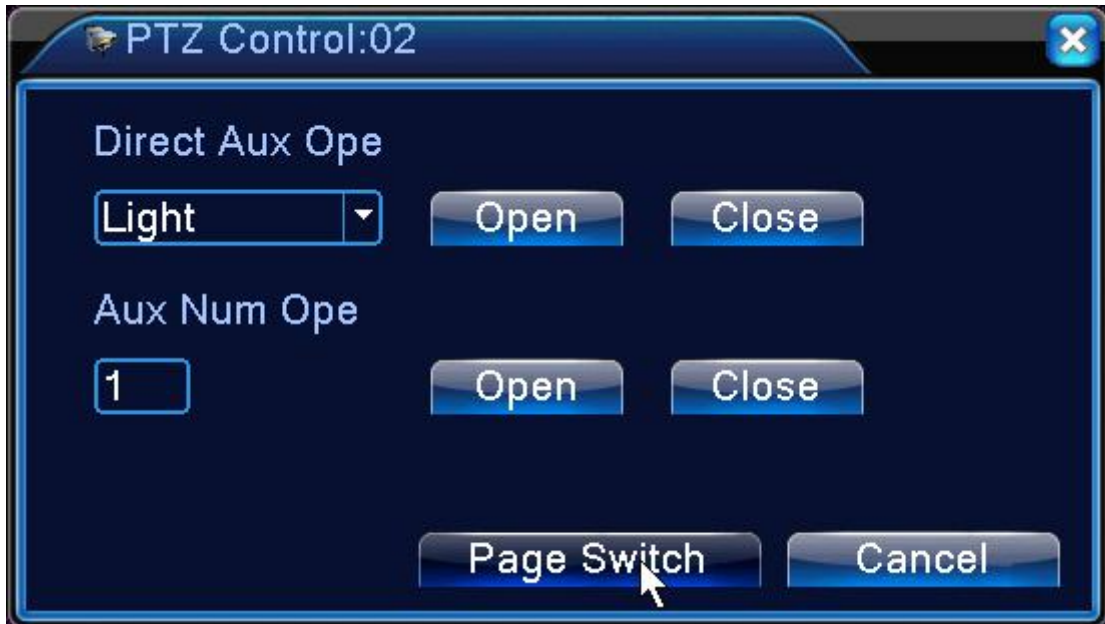 PTZ Control:02
Direct Aux Ope
Light Open Close
Aux Num Ope
1 Open Close
Page Switch Cancel